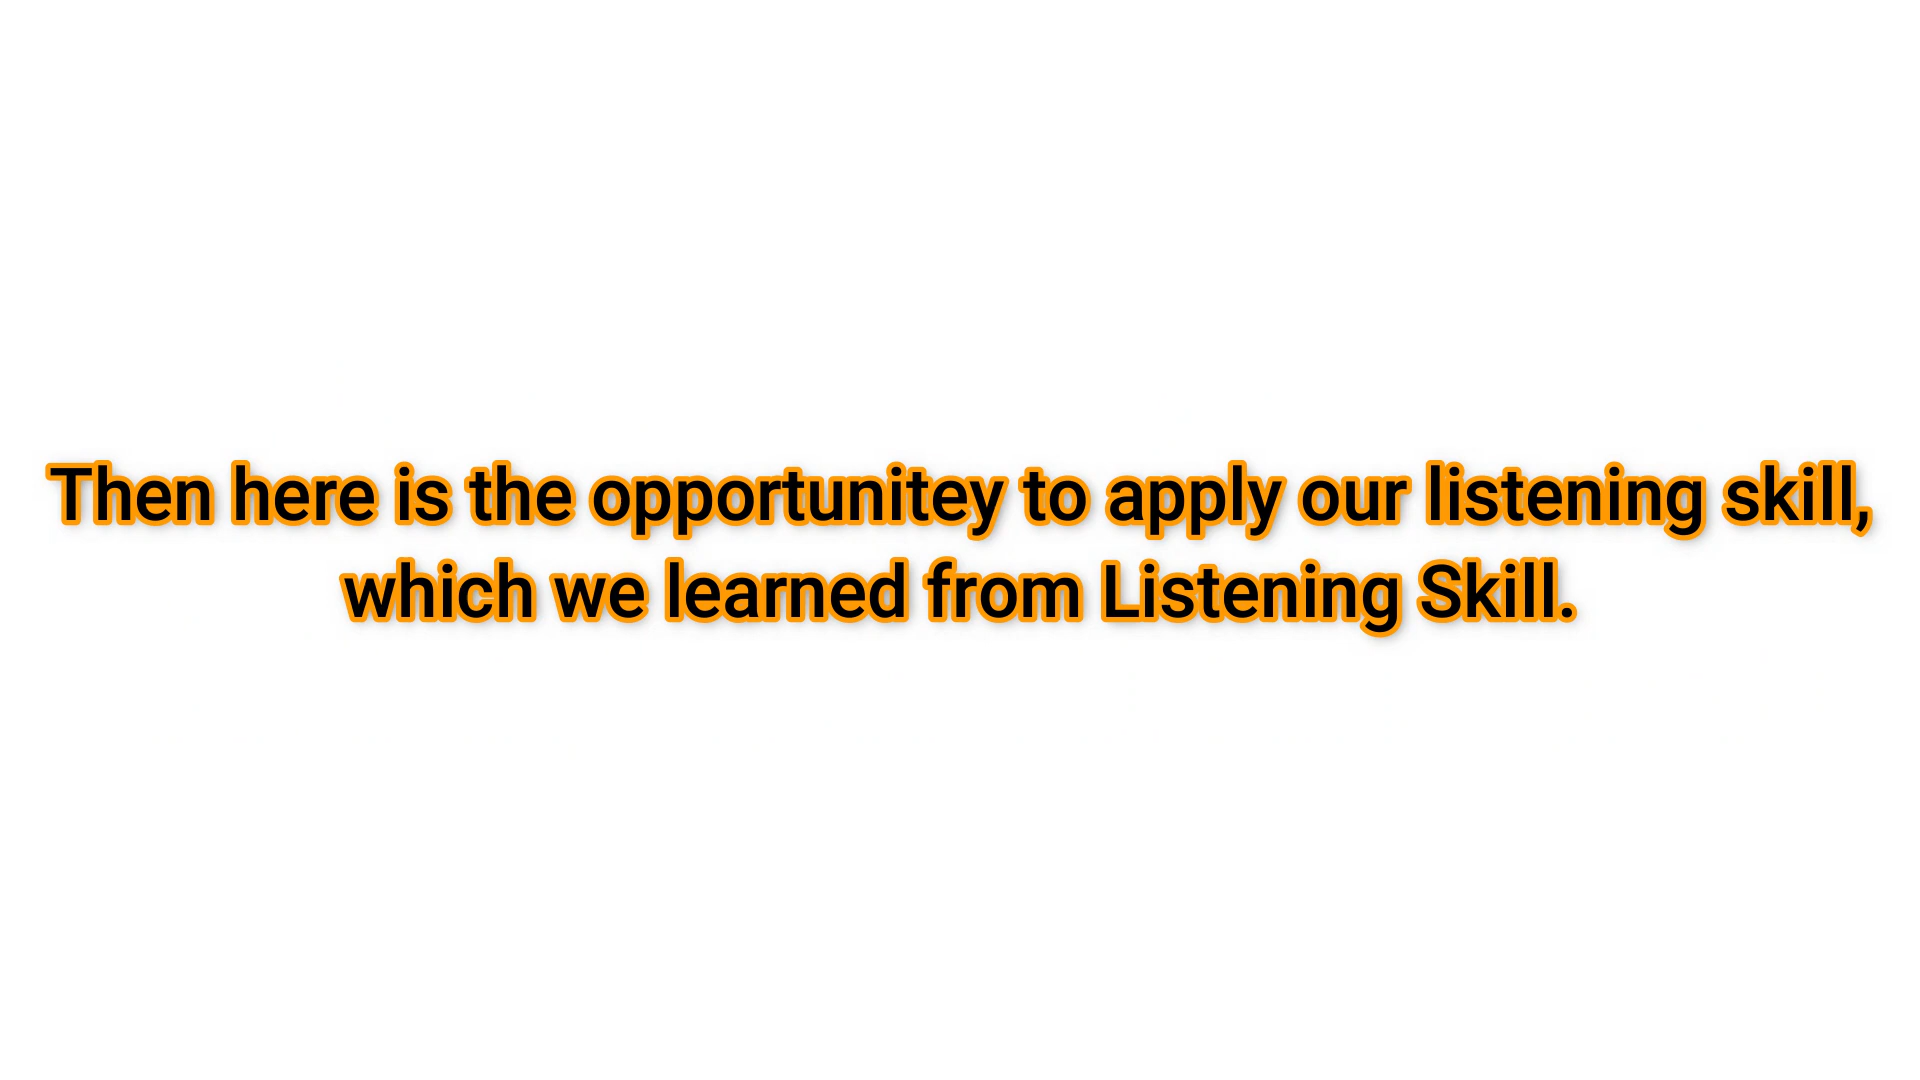 Then here is the opportunitey to apply our listening skill,
which we learned from Listening Skill.